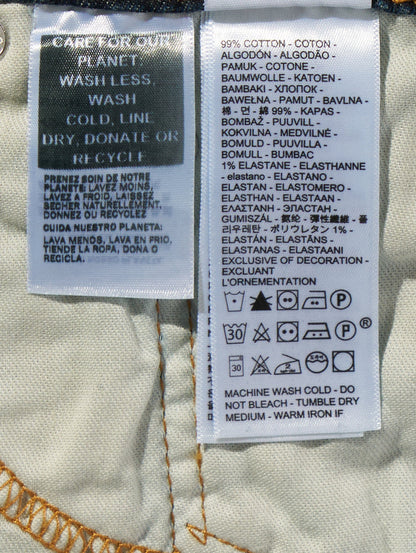 CARE FOR OUR
PLANET
WASH LESS,
WASH
COLD, LINE
DRY, DONATE OR
RECYCLE
PRENEZ SOIN DE NOTRE
PLANETE: LAVEZ MOINS,
LAVEZ A FROID, LAISSEZ
SECHER NATURELLEMENT.
DONNEZ OU RECYCLEZ
CUIDA NUESTRO PLANETA:
LAVA MENOS, LAVA EN FRIO,
TIENDE LA ROPA, DONA O
RECICLA.
99% COTTON - COTON -
ALGODÓN - ALGODÃO -
PAMUK - COTONE -
BAUMWOLLE - KATOEN -
BAMBAKI - ХЛОПОК -
BAWEŁNA - PAMUT - BAVLNA -
棉 - 면 - 綿 99% - KAPAS -
BOMBAŽ - PUUVILL -
KOKVILNA - MEDVILNĖ -
BOMULD - PUUVILLA -
BOMULL - BUMBAC
1% ELASTANE - ELASTHANNE
- elastano - ELASTANO -
ELASTAN - ELASTOMERO -
ELASTHAN - ELASTAN -
ΕΛΑΣΤΑΝΗ - ЭЛАСТАН -
GUMISZÁL - 氨纶 - 彈性纖維 - 폴
리우레탄 - ポリウレタン 1% -
ELASTĀN - ELASTĀNS -
ELASTANAS - ELASTAANI
EXCLUSIVE OF DECORATION -
EXCLUANT
L'ORNEMENTATION
P
30 P ®
30
MACHINE WASH COLD - DO
NOT BLEACH - TUMBLE DRY
MEDIUM - WARM IRON IF